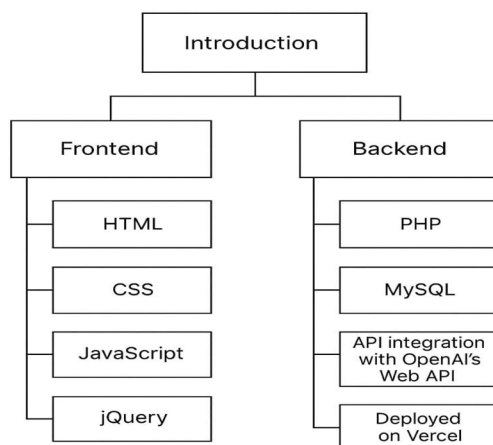 Introduction
Frontend
HTML
CSS
JavaScript
jQuery
Backend
PHP
MySQL
API integration
with OpenAI's
Web API
Deployed
on Vercel